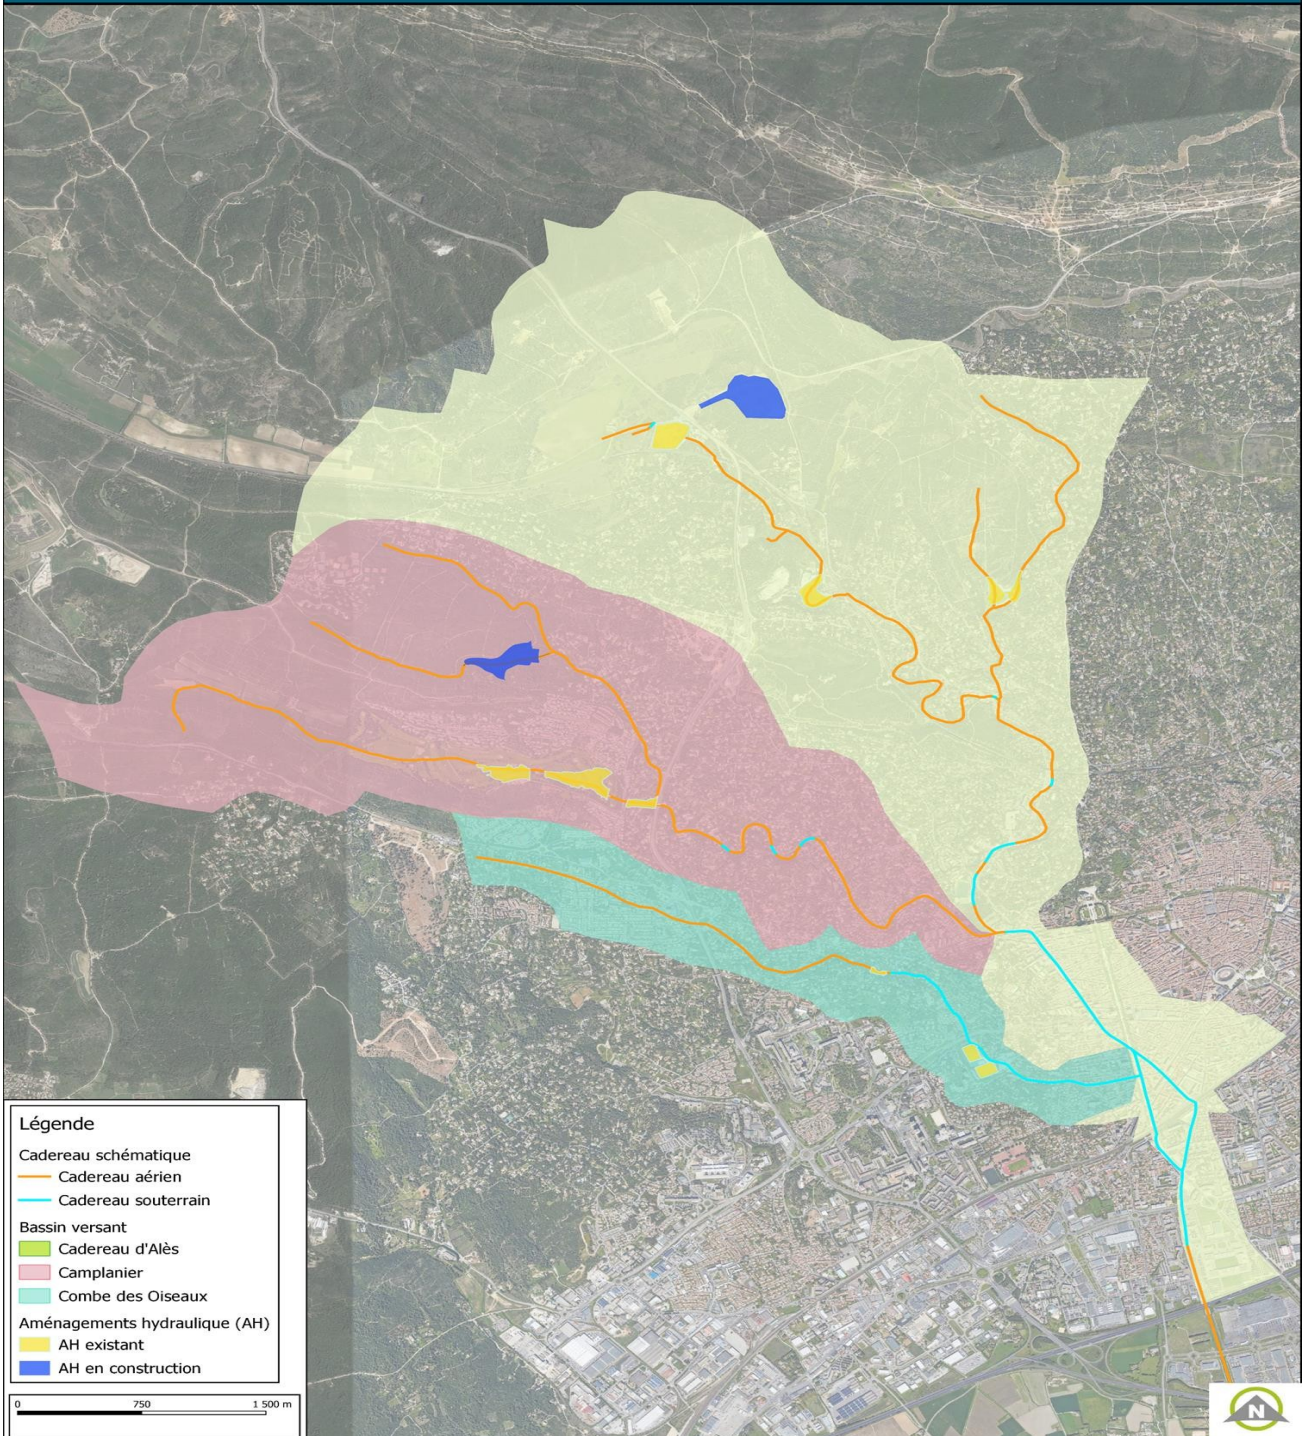 Légende
Cadereau schématique
Cadereau aérien
Cadereau souterrain
Bassin versant
Cadereau d'Alès
Camplanier
Combe des Oiseaux
Aménagements hydraulique (AH)
AH existant
AH en construction
0 750 1 500 m
N